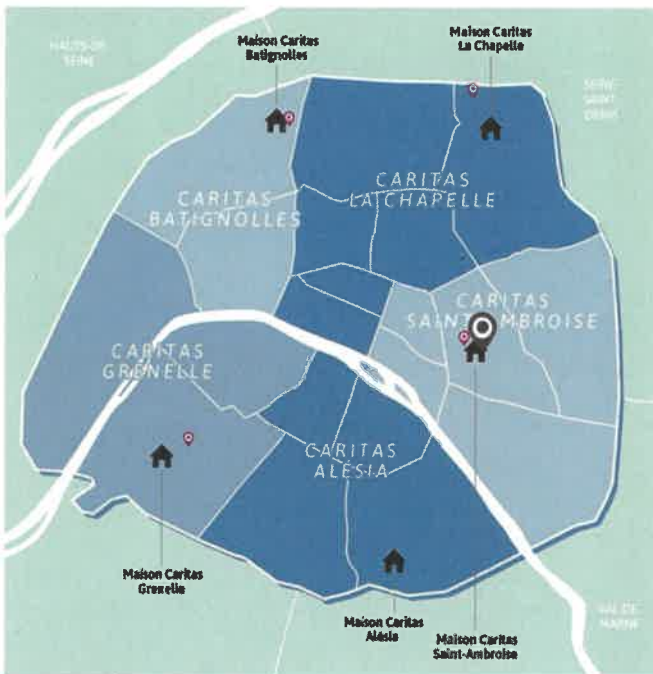 Maison Caritas
Batignolles
Maison Caritas
La Chapelle
HAUTS-DE-
SEINE
SEINE-
SAINT-
DENIS
CARITAS
BATIGNOLLES
CARITAS
LA CHAPELLE
CARITAS
SAINT AMBROISE
CARITAS
GRENELLE
CARITAS
ALÉSIA
Maison Caritas
Grenelle
Maison Caritas
Alésia
Maison Caritas
Saint-Ambroise
VAL-DE-
MARNE